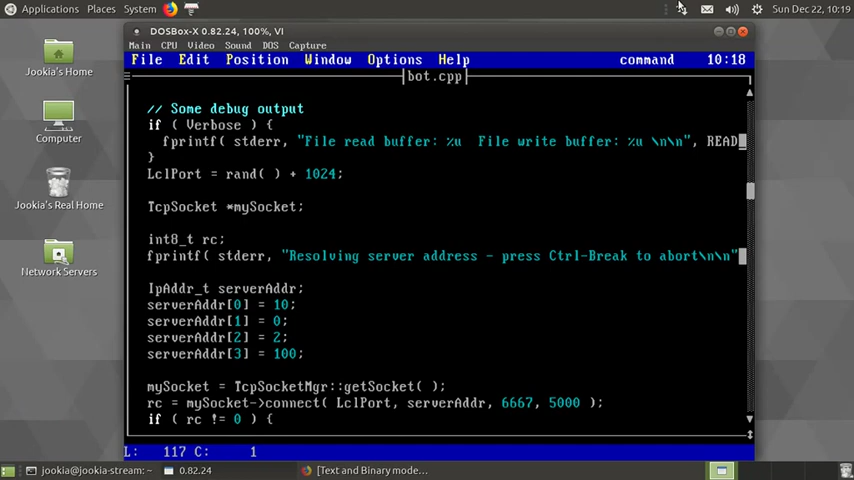 Applications Places System Sun Dec 22, 10:19
DOSBox-X 0.82.24, 100%, VI
Main CPU Video Sound DOS Capture
File Edit Position Window Options Help command 10:18
bot.cpp
// Some debug output
if ( Verbose ) {
fprintf( stderr, "File read buffer: %u File write buffer: %u \n\n", READ
}
LclPort = rand( ) + 1024;
TcpSocket *mySocket;
int8_t rc;
fprintf( stderr, "Resolving server address - press Ctrl-Break to abort\n\n"
IpAddr_t serverAddr;
serverAddr[0] = 10;
serverAddr[1] = 0;
serverAddr[2] = 2;
serverAddr[3] = 100;
mySocket = TcpSocketMgr::getSocket( );
rc = mySocket->connect( LclPort, serverAddr, 6667, 5000 );
if ( rc != 0 ) {
L: 117 C: 1
Jookia's Home
Computer
Jookia's Real Home
Network Servers
jookia@jookia-stream: ~ 0.82.24 [Text and Binary mode...